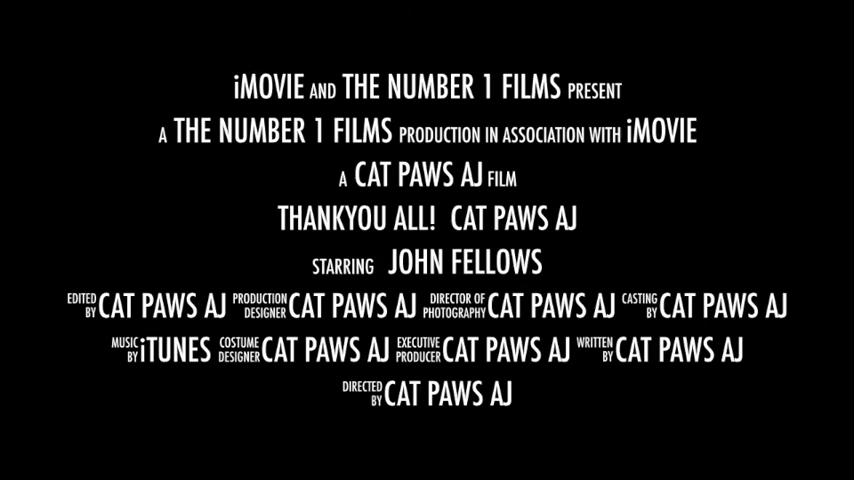 iMOVIE AND THE NUMBER 1 FILMS PRESENT
A THE NUMBER 1 FILMS PRODUCTION IN ASSOCIATION WITH iMOVIE
A CAT PAWS AJ FILM
THANKYOU ALL! CAT PAWS AJ
STARRING JOHN FELLOWS
EDITED BY CAT PAWS AJ PRODUCTION DESIGNER CAT PAWS AJ DIRECTOR OF PHOTOGRAPHY CAT PAWS AJ CASTING BY CAT PAWS AJ
MUSIC BY iTUNES COSTUME DESIGNER CAT PAWS AJ EXECUTIVE PRODUCER CAT PAWS AJ WRITTEN BY CAT PAWS AJ
DIRECTED BY CAT PAWS AJ